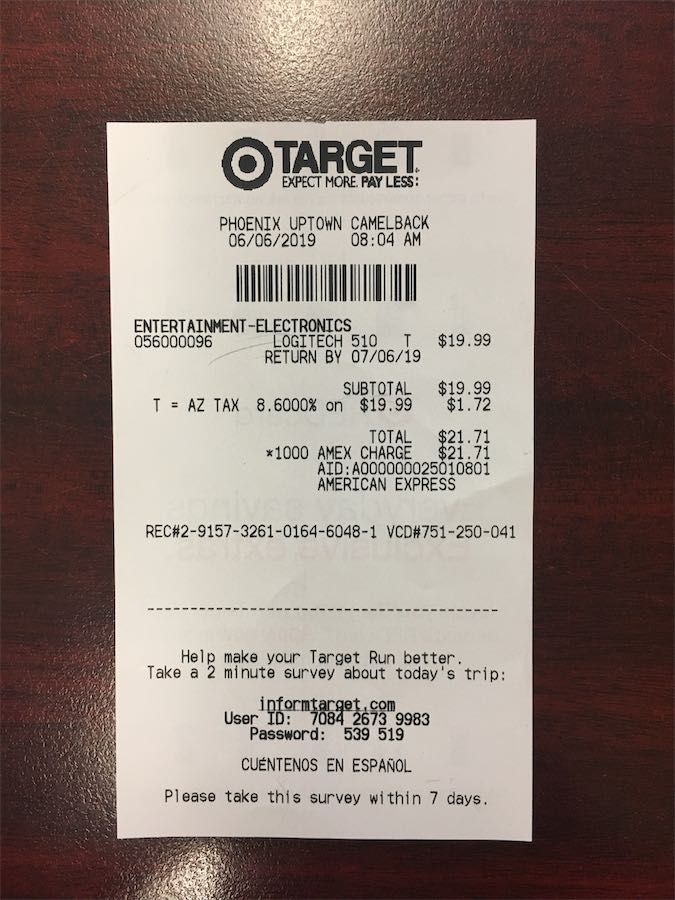 TARGET
EXPECT MORE. PAY LESS.
PHOENIX UPTOWN CAMELBACK
06/06/2019 08:04 AM
ENTERTAINMENT-ELECTRONICS
056000096 LOGITECH 510 T $19.99
RETURN BY 07/06/19
SUBTOTAL $19.99
T = AZ TAX 8.6000% on $19.99 $1.72
TOTAL $21.71
*1000 AMEX CHARGE $21.71
AID:A000000025010801
AMERICAN EXPRESS
REC#2-9157-3261-0164-6048-1 VCD#751-250-041
Help make your Target Run better.
Take a 2 minute survey about today's trip:
informtarget.com
User ID: 7084 2673 9983
Password: 539 519
CUÉNTENOS EN ESPAÑOL
Please take this survey within 7 days.